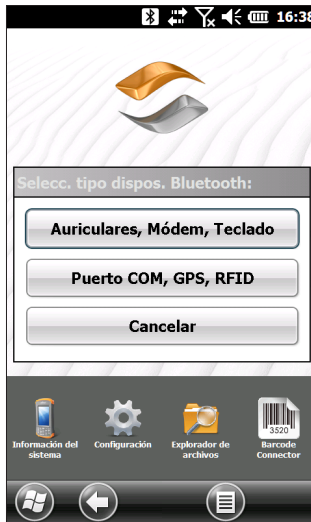 16:38
Selecc. tipo dispos. Bluetooth:
Auriculares, Módem, Teclado
Puerto COM, GPS, RFID
Cancelar
3520
Información del
sistema
Configuración
Explorador de
archivos
Barcode
Connector